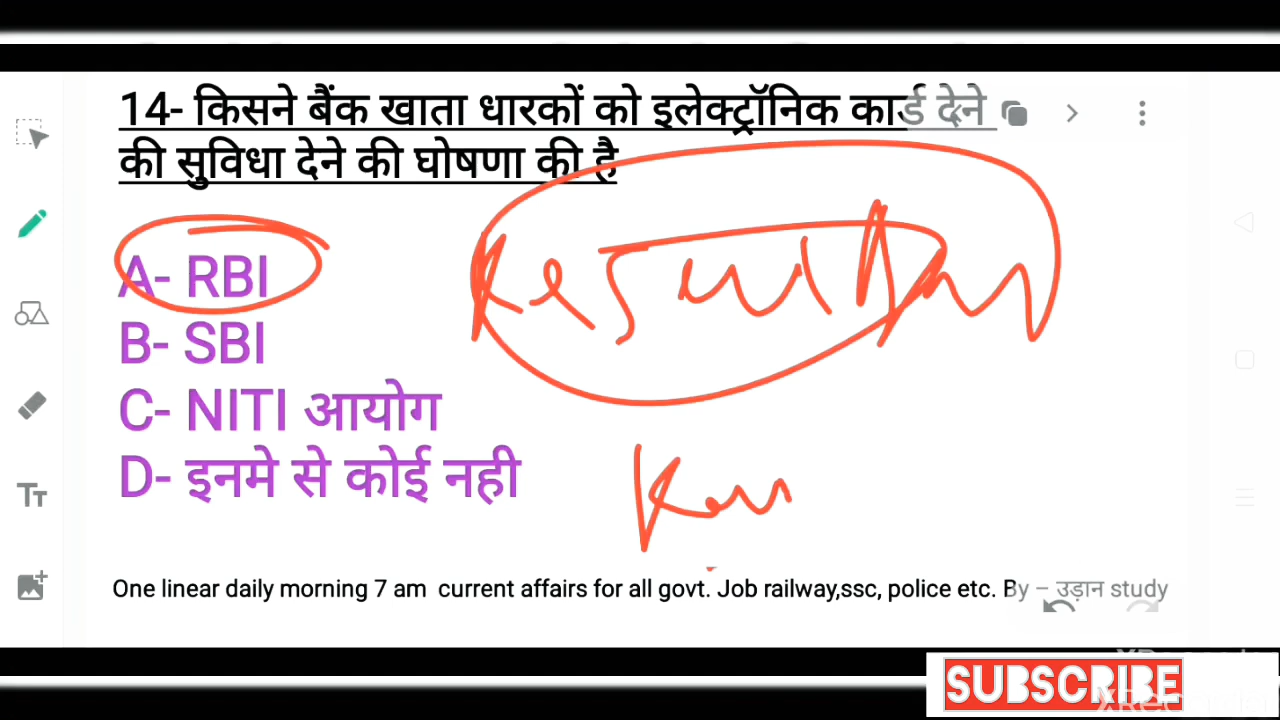 14- किसने बैंक खाता धारकों को इलेक्ट्रॉनिक कार्ड देने
की सुविधा देने की घोषणा की है
A- RBI
B- SBI
C- NITI आयोग
D- इनमे से कोई नही
One linear daily morning 7 am current affairs for all govt. Job railway,ssc, police etc. By – उड़ान study
SUBSCRIBE